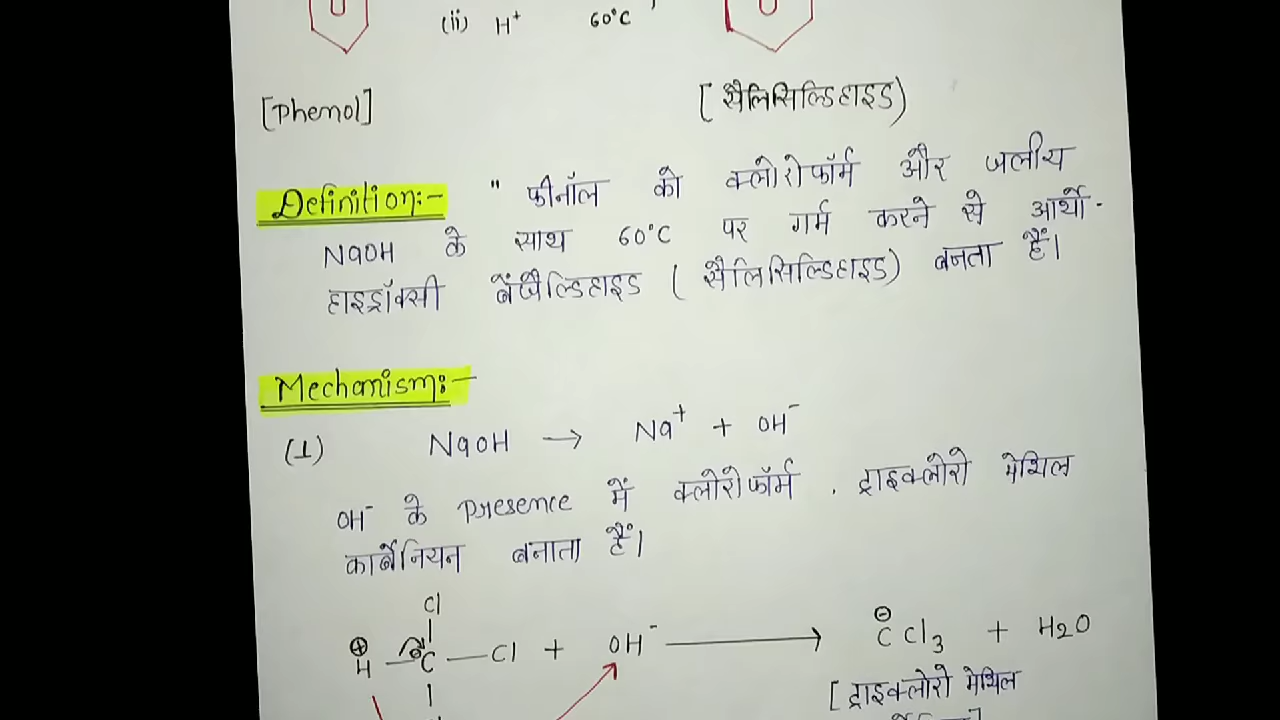 (ii) H⁺ 60°C
[Phenol] [सैलिसिल्डिहाइड)
Definition:- " फीनॉल को क्लोरोफॉर्म और जलीय
NaOH के साथ 60°C पर गर्म करने से आर्थो-
हाइड्रॉक्सी बेंजैल्डिहाइड ( सैलिसिल्डिहाइड) बनता हैं।
Mechanism:-
(1) NaOH → Na⁺ + OH⁻
OH⁻ के Presence में क्लोरोफॉर्म . ट्राइक्लोरो मेथिल
कार्बेनियन बनाता हैं।
Cl
H — C — Cl + OH⁻ → C Cl₃ + H₂O
[ ट्राइक्लोरो मेथिल